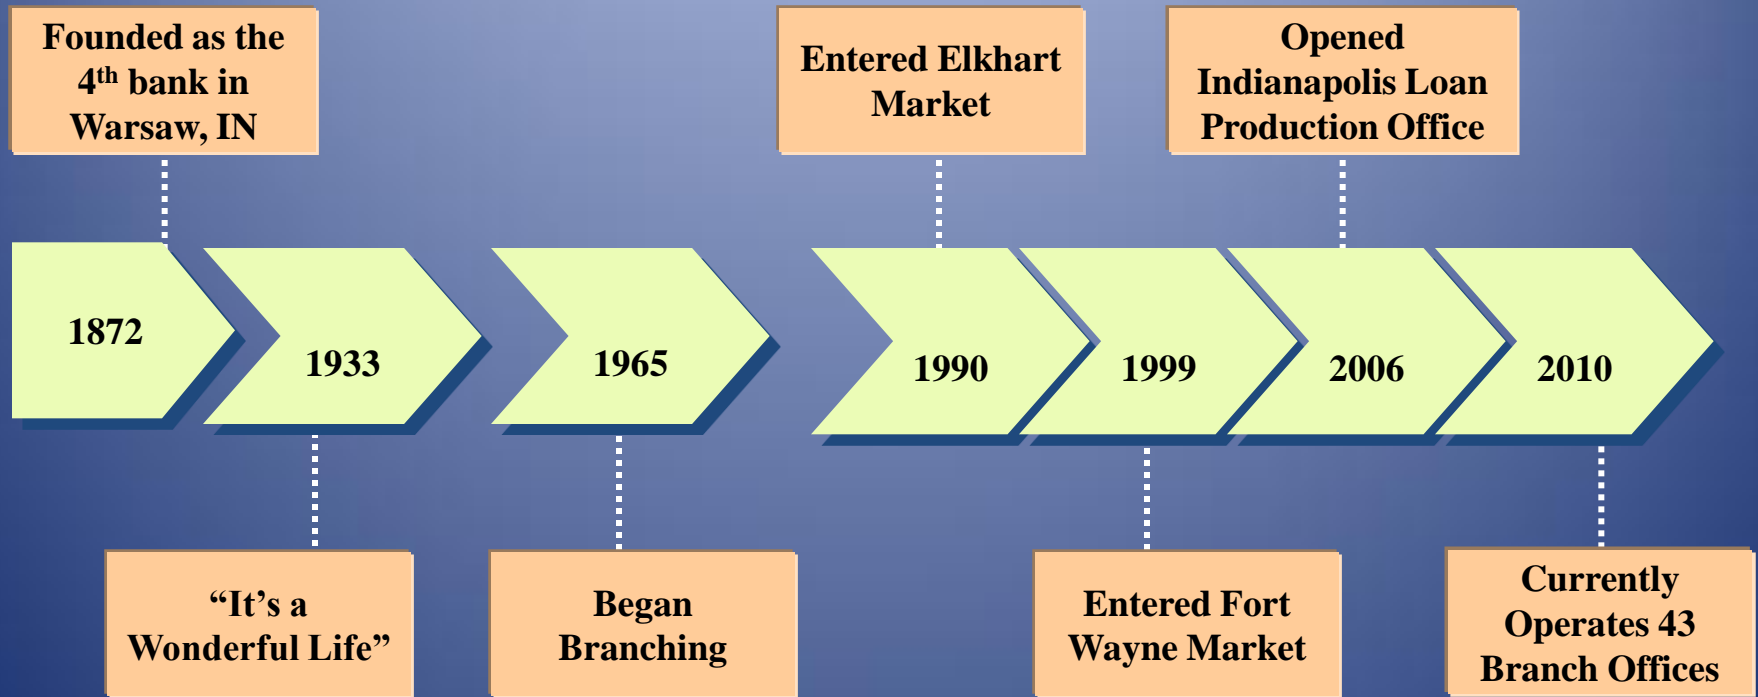 Founded as the
4th bank in
Warsaw, IN
Entered Elkhart
Market
Opened
Indianapolis Loan
Production Office
1872
1933
1965
1990
1999
2006
2010
“It’s a
Wonderful Life”
Began
Branching
Entered Fort
Wayne Market
Currently
Operates 43
Branch Offices